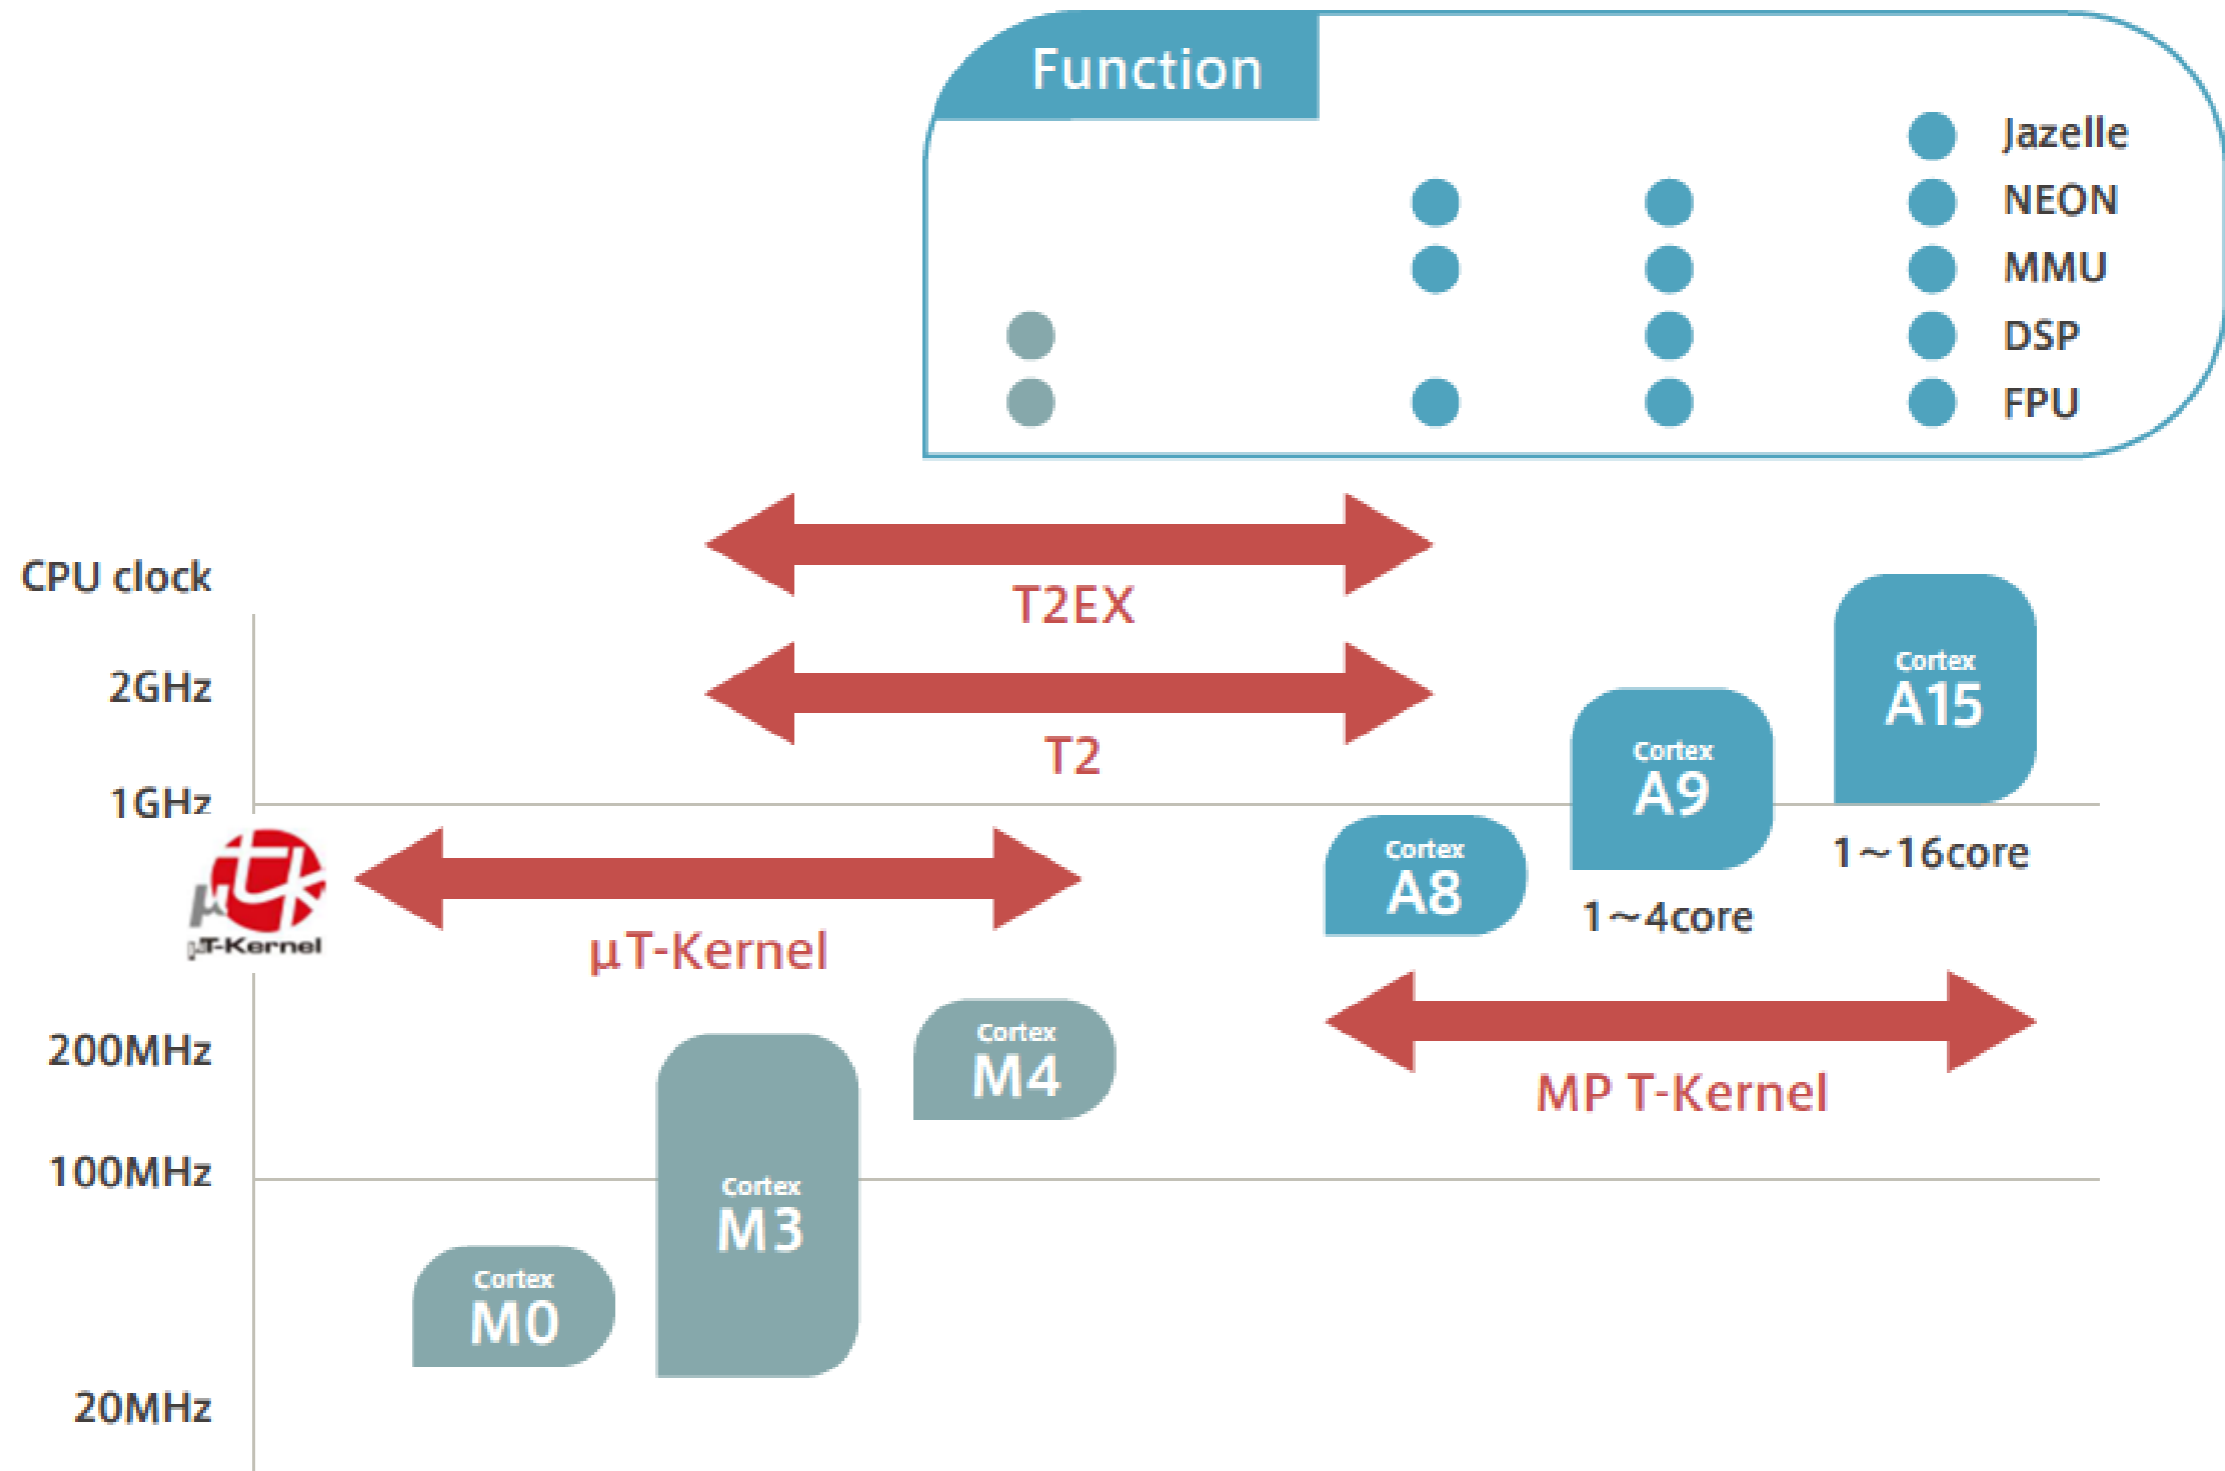 Function
Jazelle
NEON
MMU
DSP
FPU
T2EX
CPU clock
2GHz
T2
1GHz
Cortex
A15
Cortex
A9
Cortex
A8
1~16core
1~4core
μT-Kernel
μT-Kernel
MP T-Kernel
200MHz
Cortex
M4
100MHz
Cortex
M3
Cortex
M0
20MHz